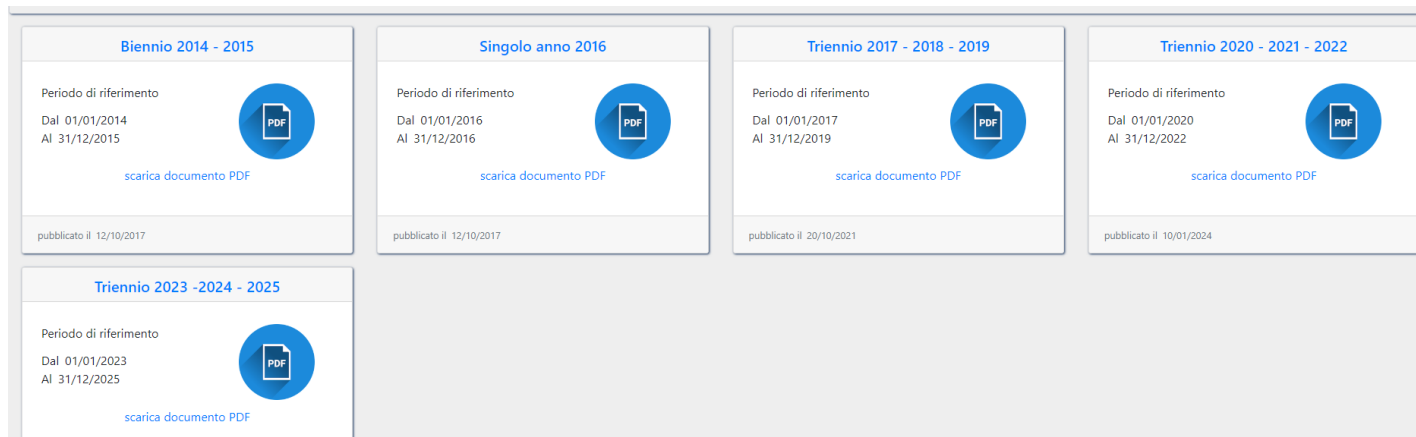 Biennio 2014 - 2015
Periodo di riferimento
Dal 01/01/2014
Al 31/12/2015
PDF
scarica documento PDF
pubblicato il 12/10/2017
Singolo anno 2016
Periodo di riferimento
Dal 01/01/2016
Al 31/12/2016
PDF
scarica documento PDF
pubblicato il 12/10/2017
Triennio 2017 - 2018 - 2019
Periodo di riferimento
Dal 01/01/2017
Al 31/12/2019
PDF
scarica documento PDF
pubblicato il 20/10/2021
Triennio 2020 - 2021 - 2022
Periodo di riferimento
Dal 01/01/2020
Al 31/12/2022
PDF
scarica documento PDF
pubblicato il 10/01/2024
Triennio 2023 -2024 - 2025
Periodo di riferimento
Dal 01/01/2023
Al 31/12/2025
PDF
scarica documento PDF